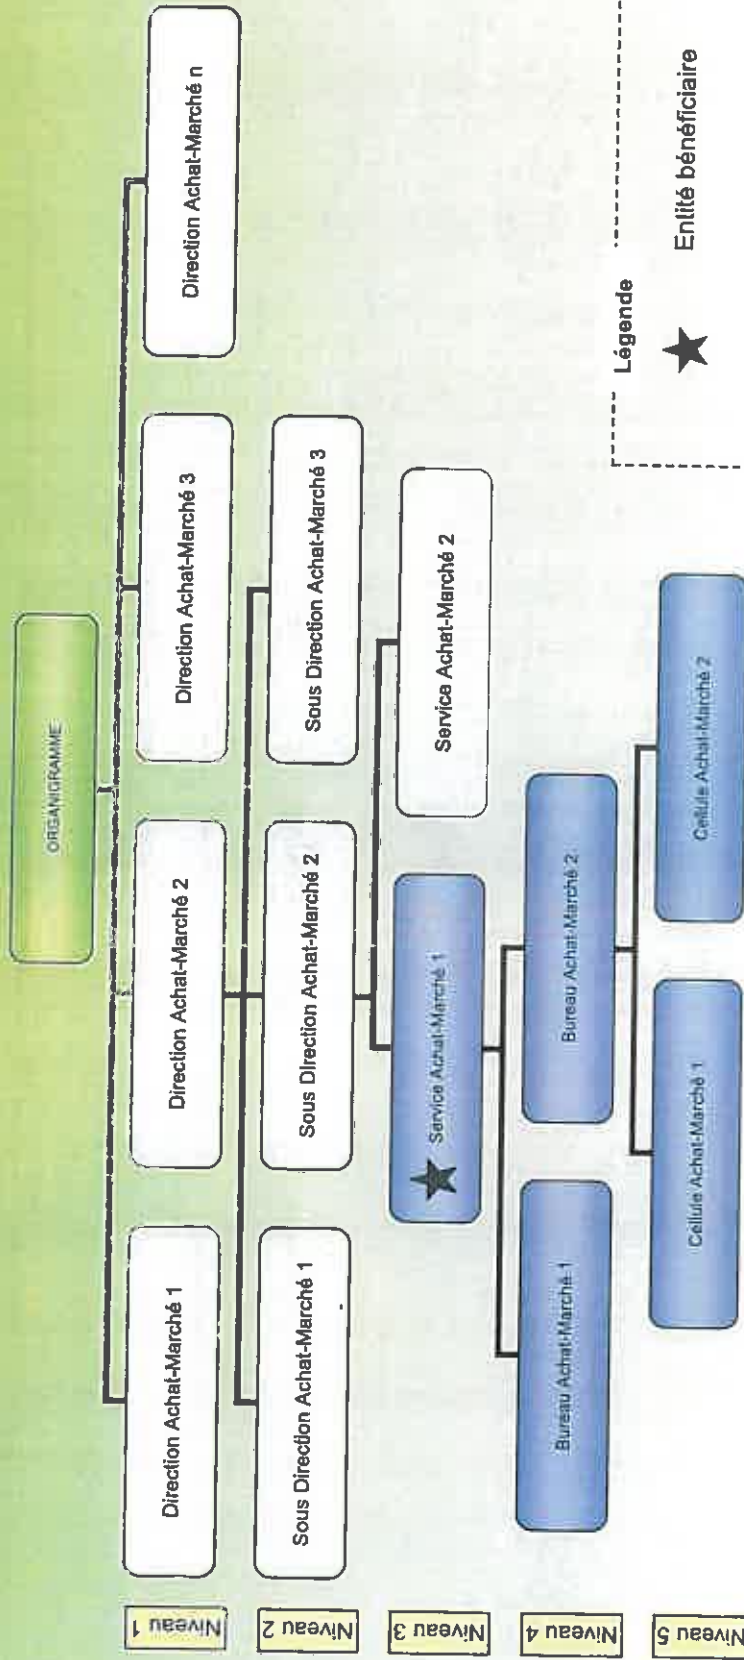 ORGANIGRAMME
Niveau 1
Direction Achat-Marché 1
Direction Achat-Marché 2
Direction Achat-Marché 3
Direction Achat-Marché n
Niveau 2
Sous Direction Achat-Marché 1
Sous Direction Achat-Marché 2
Sous Direction Achat-Marché 3
Niveau 3
Service Achat-Marché 1
Service Achat-Marché 2
Niveau 4
Bureau Achat-Marché 1
Bureau Achat-Marché 2
Niveau 5
Cellule Achat-Marché 1
Cellule Achat-Marché 2
Légende
Entité bénéficiaire